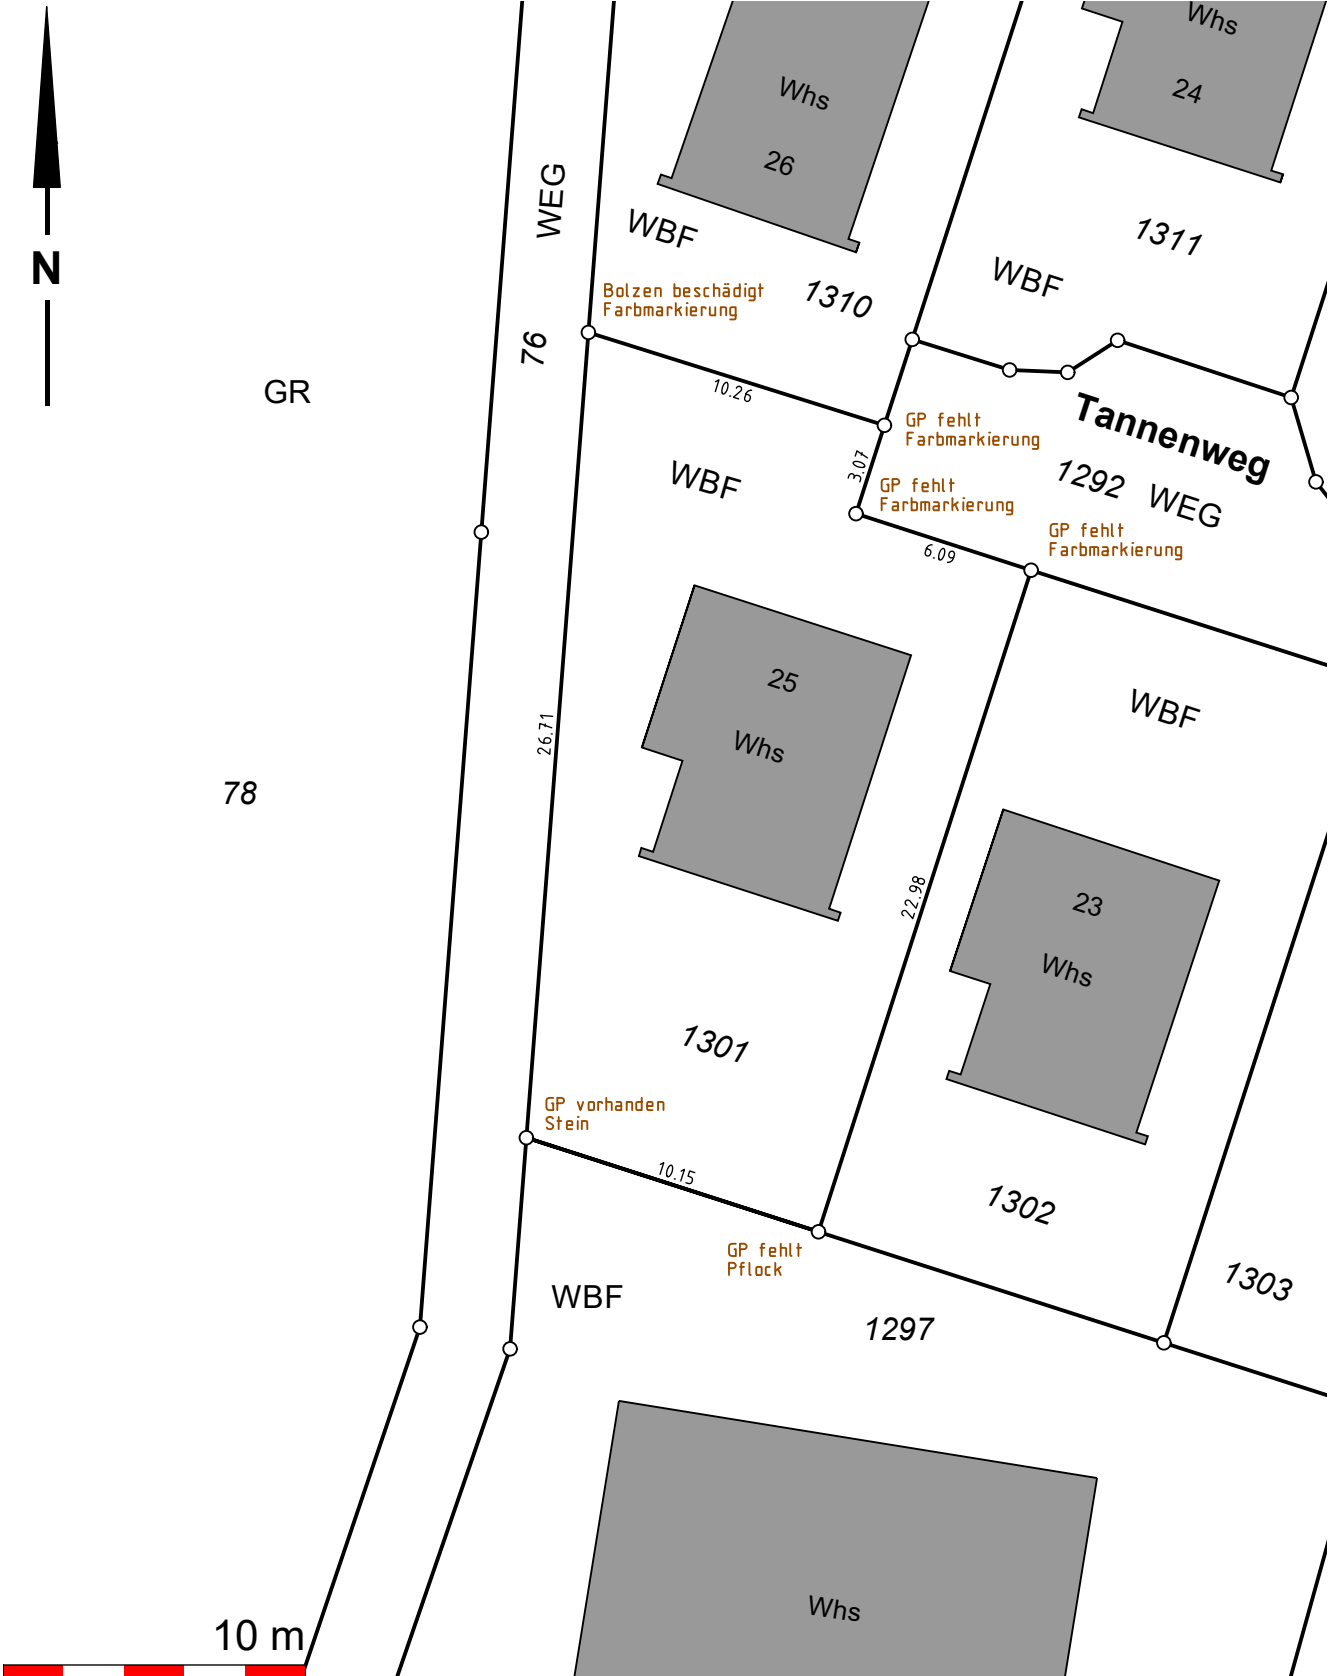 Whs
24
Whs
26
WEG
WBF
1311
N
WBF
Bolzen beschädigt
Farbmarkierung
1310
76
GR
10.26
Tannenweg
GP fehlt
Farbmarkierung
3.07
WBF
1292 WEG
GP fehlt
Farbmarkierung
GP fehlt
Farbmarkierung
6.09
25
Whs
WBF
26.71
78
22.98
23
Whs
1301
GP vorhanden
Stein
10.15
1302
GP fehlt
Pflock
1303
WBF
1297
Whs
10 m